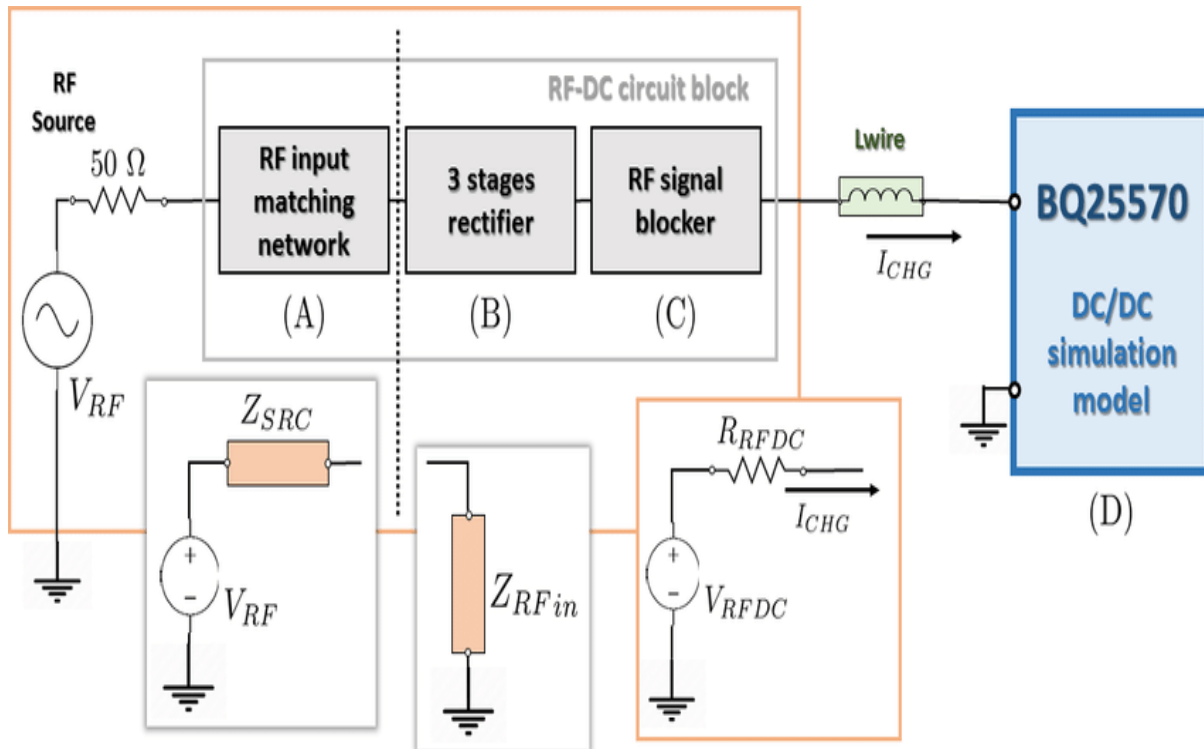 RF
Source
50 Ω
V_RF
RF-DC circuit block
RF input
matching
network
(A)
3 stages
rectifier
(B)
RF signal
blocker
(C)
Lwire
I_CHG
BQ25570
DC/DC
simulation
model
(D)
Z_SRC
+
-
V_RF
Z_RFin
R_RFDC
I_CHG
+
-
V_RFDC